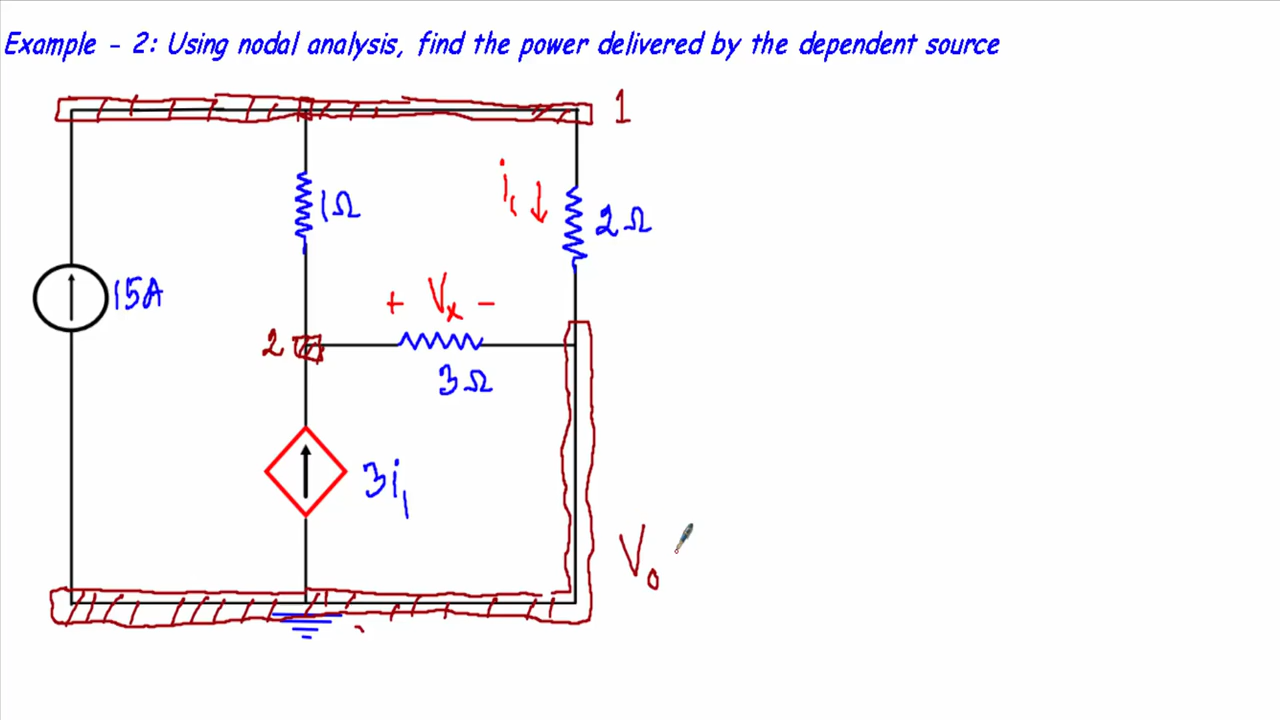 Example - 2: Using nodal analysis, find the power delivered by the dependent source
1
i₁
1Ω
2Ω
15A
+ Vₓ -
2
3Ω
3i₁
V₀